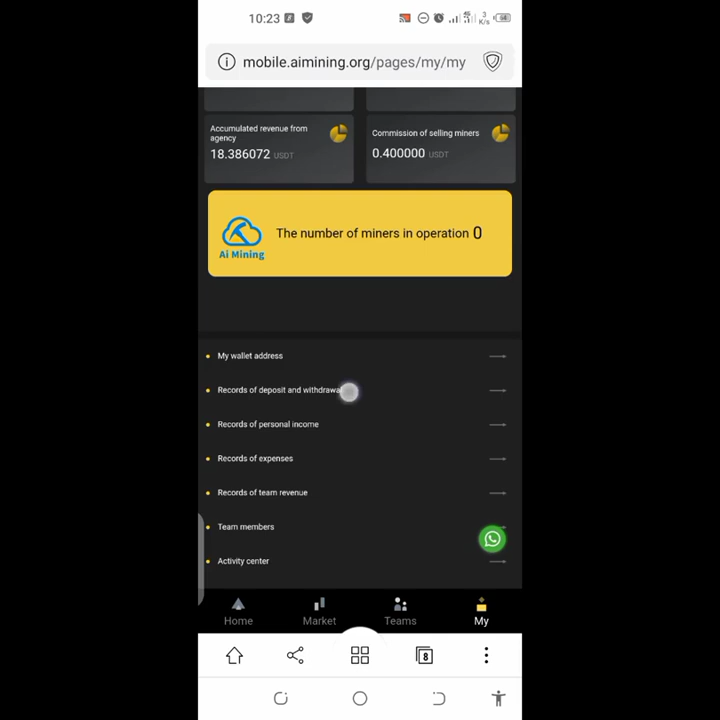 10:23
4G
3
K/s
68
mobile.aimining.org/pages/my/my
Accumulated revenue from
agency
18.386072 USDT
Commission of selling miners
0.400000 USDT
Ai Mining
The number of miners in operation 0
My wallet address
Records of deposit and withdrawal
Records of personal income
Records of expenses
Records of team revenue
Team members
Activity center
Home
Market
Teams
My
8